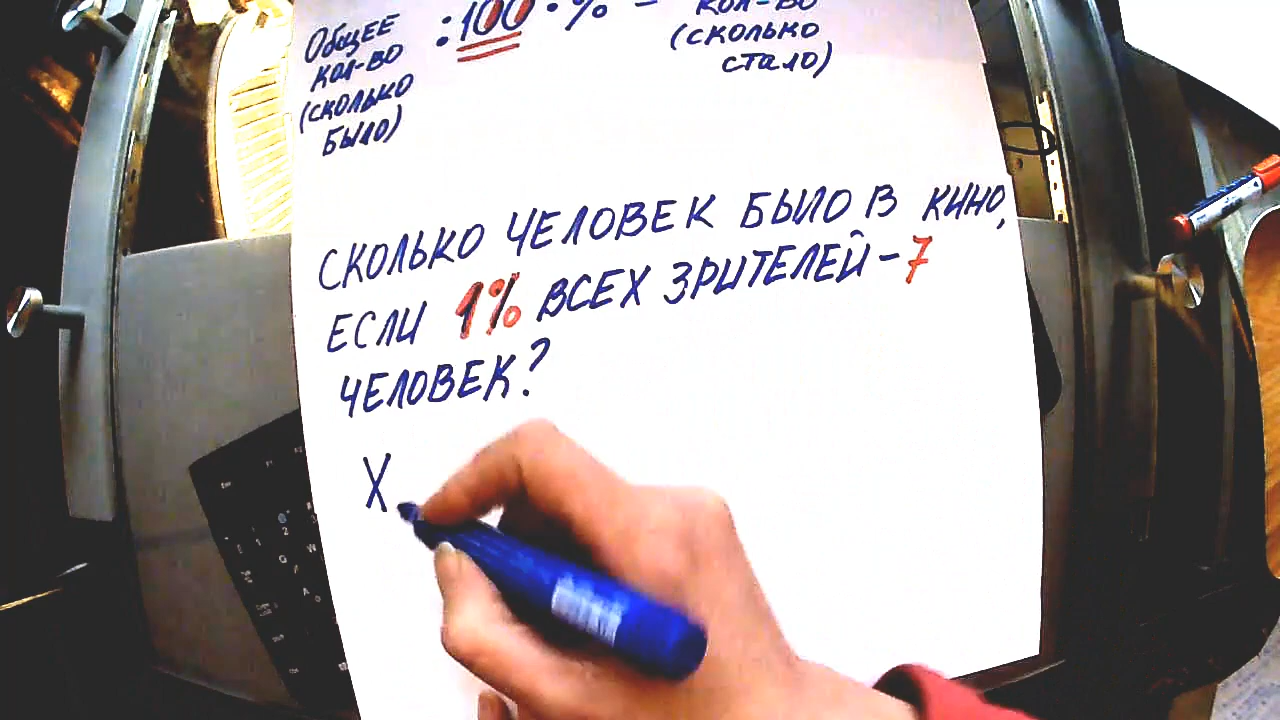 Общее :100 · % - кол-во
кол-во (сколько
(сколько стало)
было)
СКОЛЬКО ЧЕЛОВЕК БЫЛО В КИНО,
ЕСЛИ 1% ВСЕХ ЗРИТЕЛЕЙ - 7
ЧЕЛОВЕК?
X